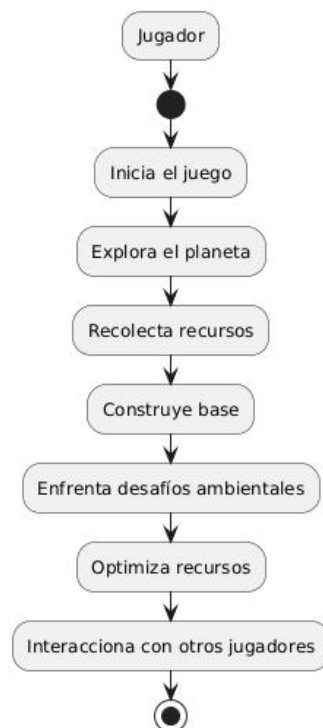 Jugador
Inicia el juego
Explora el planeta
Recolecta recursos
Construye base
Enfrenta desafíos ambientales
Optimiza recursos
Interacciona con otros jugadores